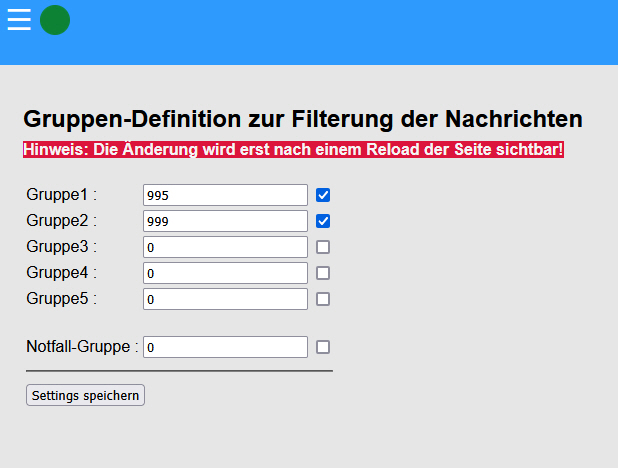 Gruppen-Definition zur Filterung der Nachrichten
Hinweis: Die Änderung wird erst nach einem Reload der Seite sichtbar!
Gruppe1 : 995
Gruppe2 : 999
Gruppe3 : 0
Gruppe4 : 0
Gruppe5 : 0
Notfall-Gruppe : 0
Settings speichern